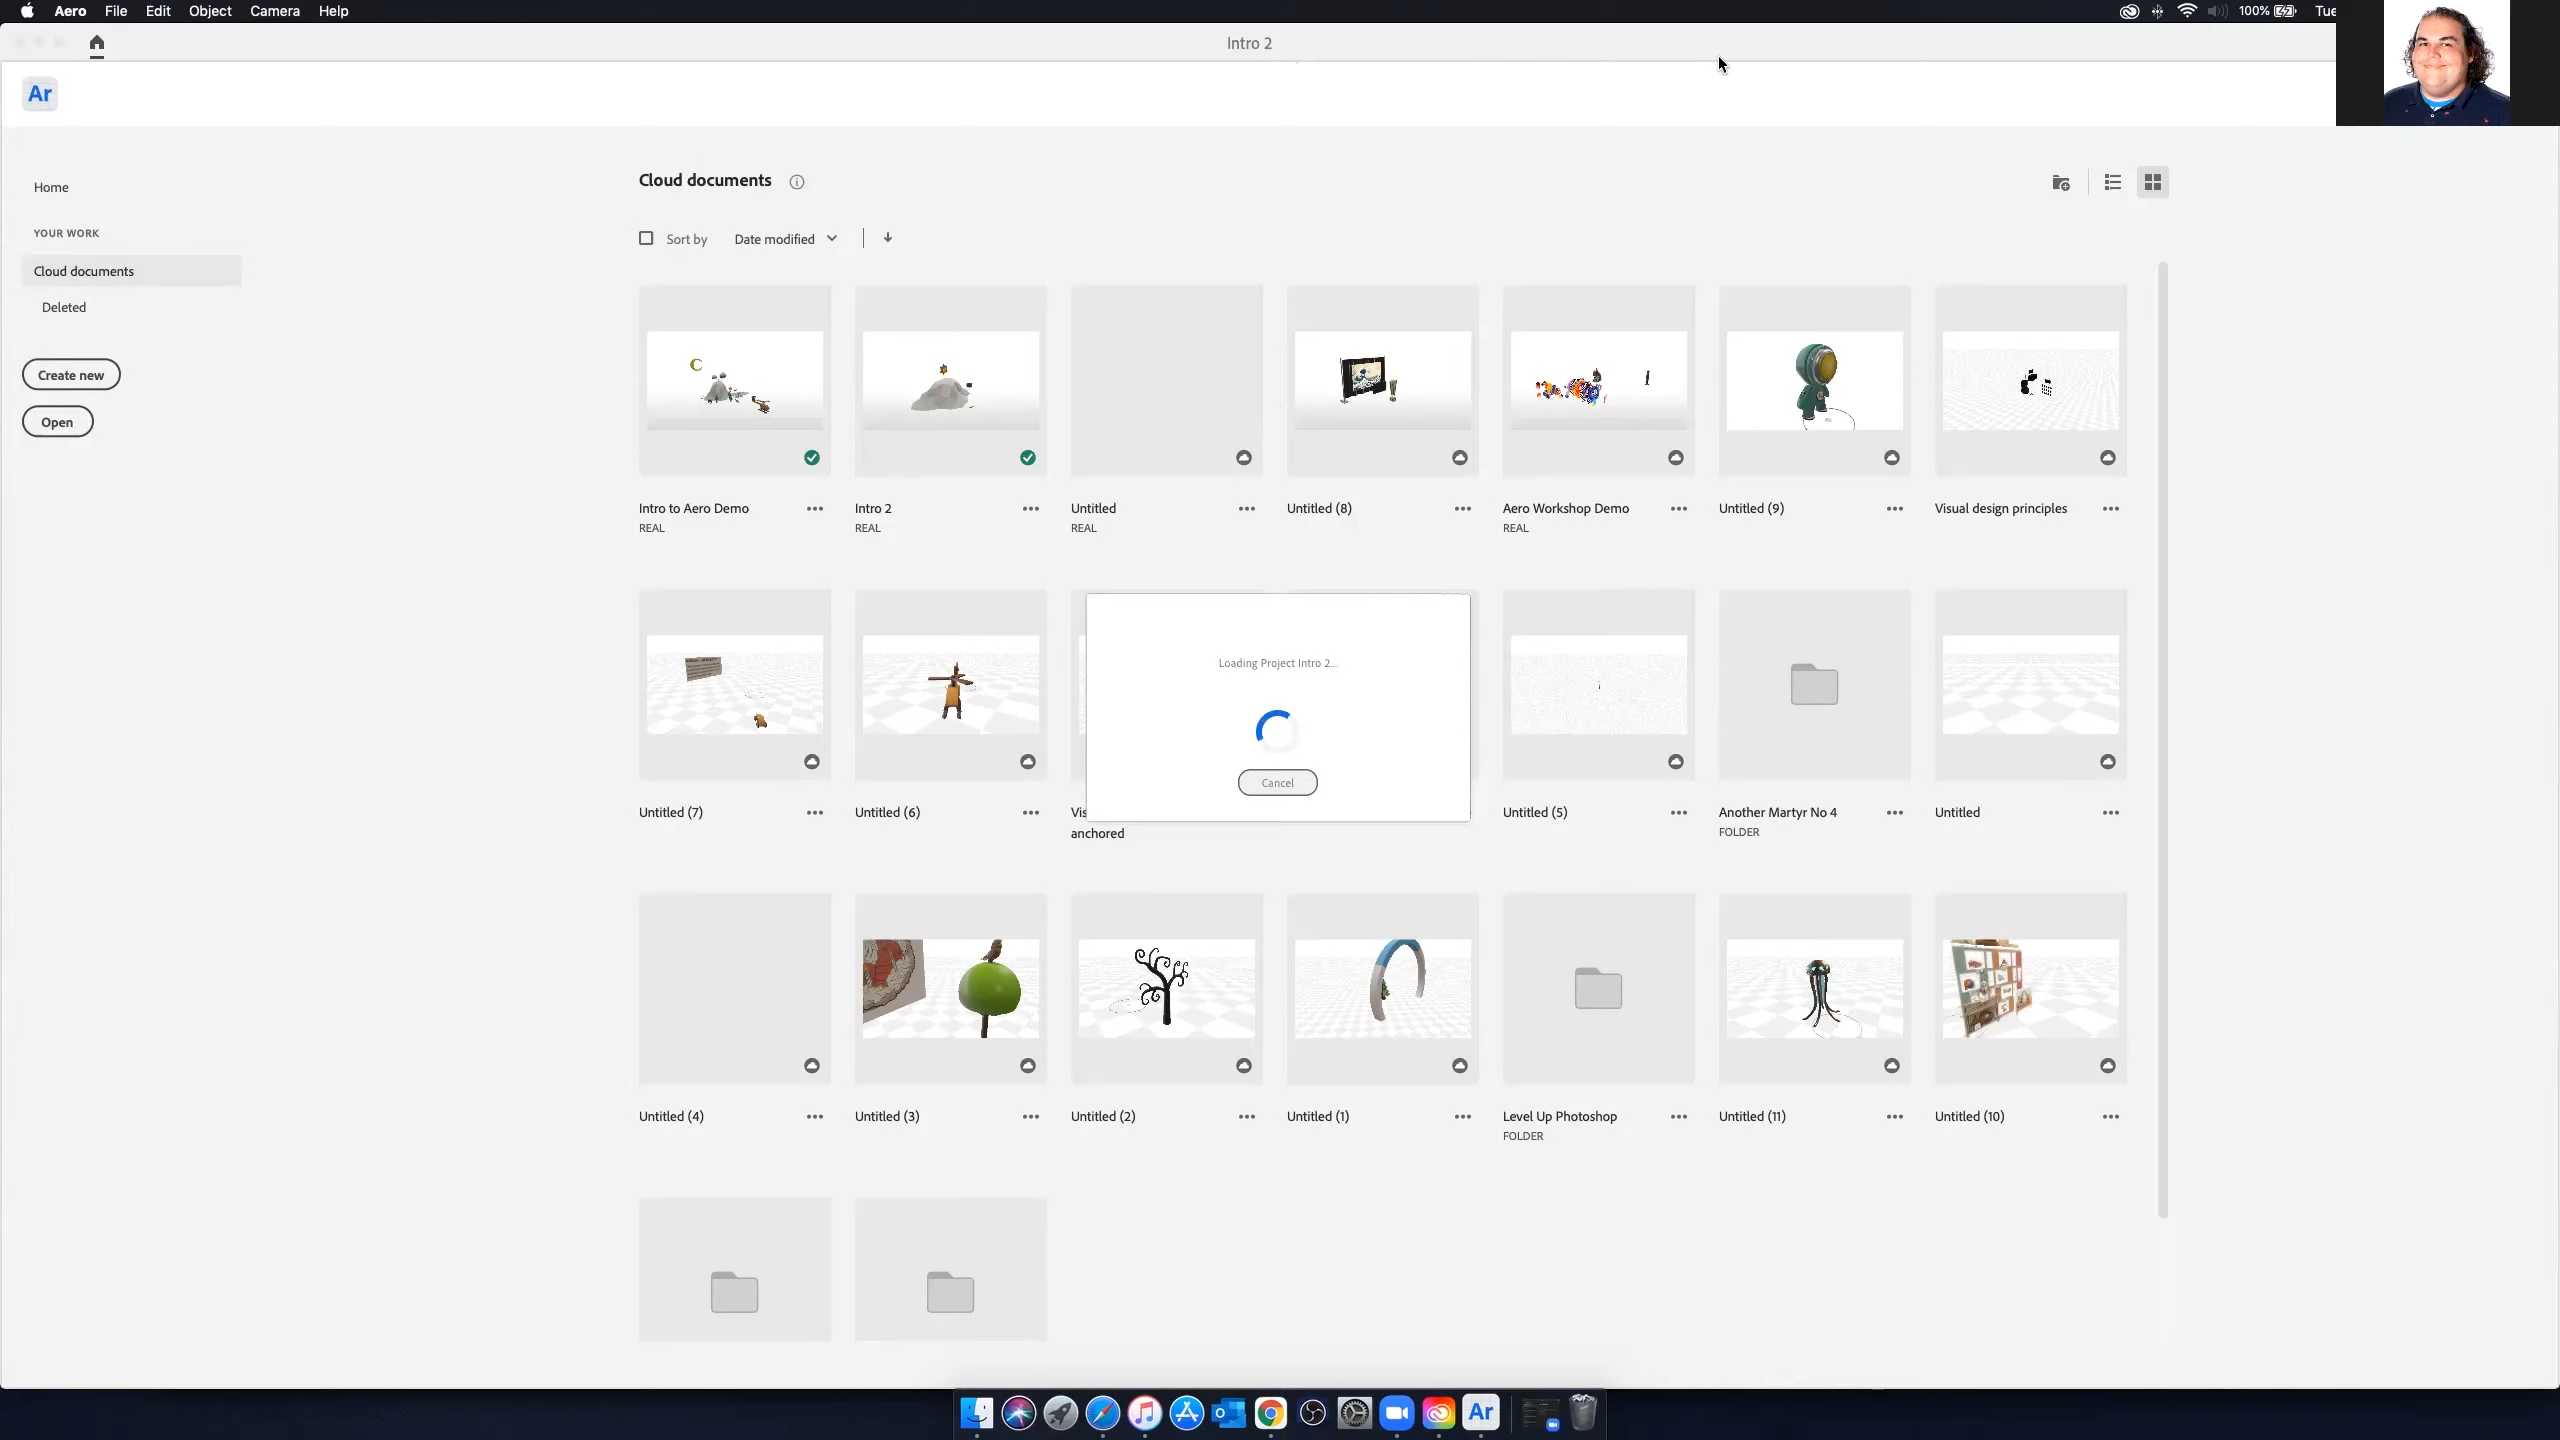 Aero File Edit Object Camera Help
100% Tue
Intro 2
Ar
Home
YOUR WORK
Cloud documents
Deleted
Create new
Open
Cloud documents
Sort by Date modified
Intro to Aero Demo
REAL
Intro 2
REAL
Untitled
REAL
Untitled (8)
Aero Workshop Demo
REAL
Untitled (9)
Visual design principles
Untitled (7)
Untitled (6)
Vis
anchored
Loading Project Intro 2...
Cancel
Untitled (5)
Another Martyr No 4
FOLDER
Untitled
Untitled (4)
Untitled (3)
Untitled (2)
Untitled (1)
Level Up Photoshop
FOLDER
Untitled (11)
Untitled (10)
Ar